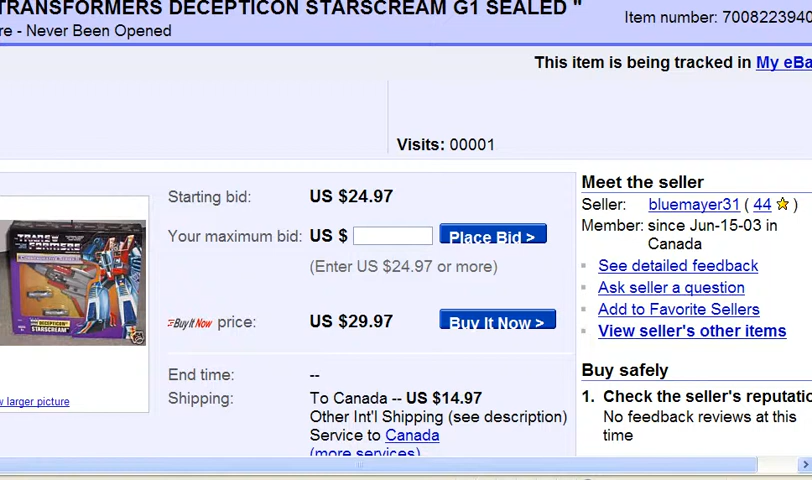 TRANSFORMERS DECEPTICON STARSCREAM G1 SEALED "
Item number: 7008223940
re - Never Been Opened
This item is being tracked in My eBa
Visits: 00001
Starting bid: US $24.97
Your maximum bid: US $ Place Bid >
(Enter US $24.97 or more)
Buy It Now price: US $29.97 Buy It Now >
End time: --
Shipping: To Canada -- US $14.97
Other Int'l Shipping (see description)
Service to Canada
(more services)
TRANSFORMERS
DECEPTICON
STARSCREAM
w larger picture
Meet the seller
Seller: bluemayer31 ( 44 )
Member: since Jun-15-03 in
Canada
See detailed feedback
Ask seller a question
Add to Favorite Sellers
View seller's other items
Buy safely
1. Check the seller's reputatio
No feedback reviews at this
time